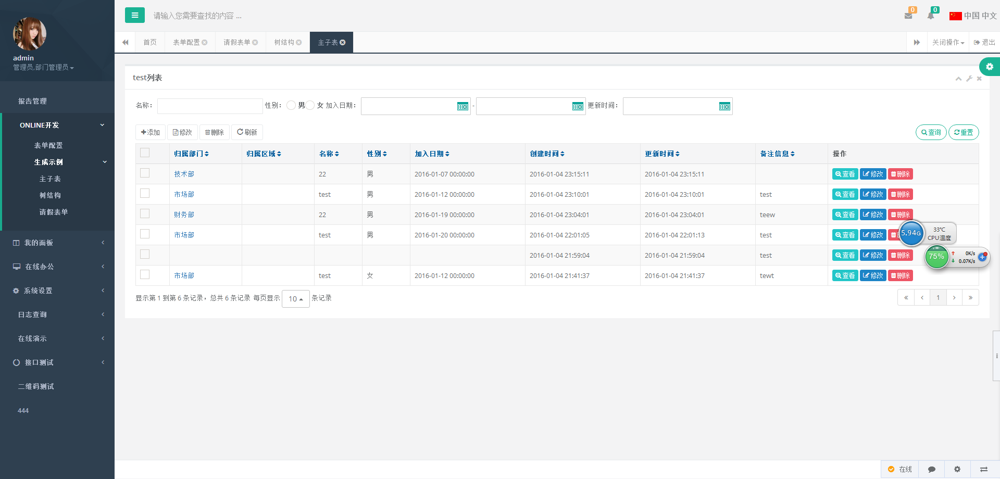 请输入您需要查找的内容 ...
0
0
中国 中文
admin
管理员,部门管理员
首页
表单配置
请假表单
树结构
主子表
关闭操作
退出
报告管理
ONLINE开发
表单配置
生成示例
主子表
树结构
请假表单
我的面板
在线办公
系统设置
日志查询
在线演示
接口测试
二维码测试
444
test列表
名称： 性别： 男 女 加入日期： - 更新时间：
添加 修改 删除 刷新 查询 重置
归属部门 归属区域 名称 性别 加入日期 创建时间 更新时间 备注信息 操作
技术部 22 男 2016-01-07 00:00:00 2016-01-04 23:15:11 2016-01-04 23:15:11 查看 修改 删除
市场部 test 男 2016-01-12 00:00:00 2016-01-04 23:10:01 2016-01-04 23:10:01 test 查看 修改 删除
财务部 22 男 2016-01-19 00:00:00 2016-01-04 23:04:01 2016-01-04 23:04:01 teew 查看 修改 删除
市场部 test 男 2016-01-20 00:00:00 2016-01-04 22:01:05 2016-01-04 22:01:13 test 查看 修改
2016-01-04 21:59:04 2016-01-04 21:59:04 test 查看 修改 删除
市场部 test 女 2016-01-12 00:00:00 2016-01-04 21:41:37 2016-01-04 21:41:37 tewt 查看 修改 删除
5.94G
33℃
CPU温度
75%
0K/s
0.07K/s
显示第 1 到第 6 条记录，总共 6 条记录 每页显示 10 条记录
« ‹ 1 › »
在线